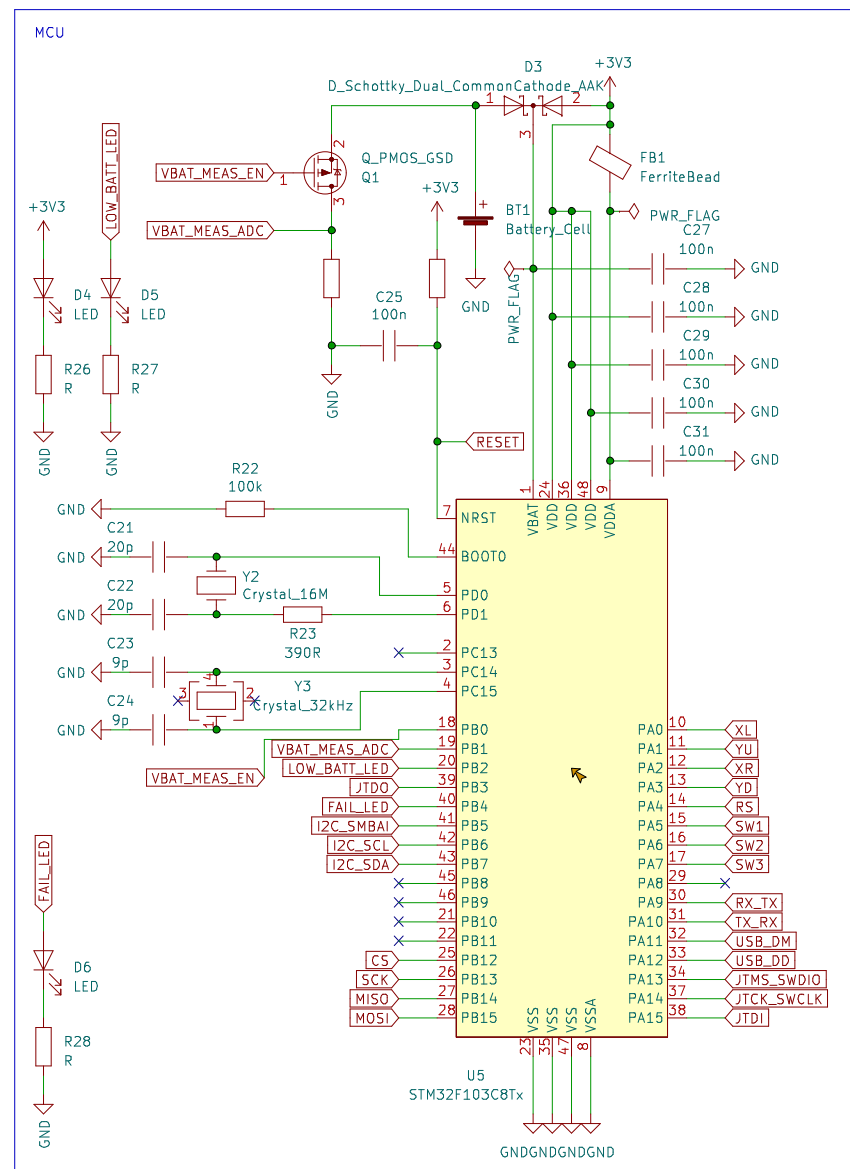 MCU
D3
+3V3
D_Schottky_Dual_CommonCathode_AAK
1
2
3
2
Q_PMOS_GSD
Q1
VBAT_MEAS_EN
1
3
FB1
FerriteBead
LOW_BATT_LED
+3V3
+3V3
VBAT_MEAS_ADC
+
BT1
Battery_Cell
PWR_FLAG
PWR_FLAG
GND
C27
100n
GND
C28
100n
GND
C29
100n
GND
C30
100n
GND
C31
100n
GND
D4
LED
D5
LED
C25
100n
R26
R
R27
R
GND
GND
GND
RESET
R22
100k
GND
C21
20p
GND
Y2
Crystal_16M
C22
20p
GND
R23
390R
C23
9p
GND
4
3
2
1
Y3
Crystal_32kHz
C24
9p
GND
VBAT_MEAS_EN
1
24
36
48
9
VBAT
VDD
VDD
VDD
VDDA
7
NRST
44
BOOT0
5
PD0
6
PD1
2
PC13
3
PC14
4
PC15
18
PB0
PA0
10
XL
VBAT_MEAS_ADC
19
PB1
PA1
11
YU
LOW_BATT_LED
20
PB2
PA2
12
XR
JTDO
39
PB3
PA3
13
YD
FAIL_LED
40
PB4
PA4
14
RS
I2C_SMBAI
41
PB5
PA5
15
SW1
I2C_SCL
42
PB6
PA6
16
SW2
I2C_SDA
43
PB7
PA7
17
SW3
45
PB8
PA8
29
46
PB9
PA9
30
RX_TX
21
PB10
PA10
31
TX_RX
22
PB11
PA11
32
USB_DM
CS
25
PB12
PA12
33
USB_DD
SCK
26
PB13
PA13
34
JTMS_SWDIO
MISO
27
PB14
PA14
37
JTCK_SWCLK
MOSI
28
PB15
PA15
38
JTDI
VSS
VSS
VSS
VSSA
23
35
47
8
U5
STM32F103C8Tx
GND
GND
GND
GND
FAIL_LED
D6
LED
R28
R
GND